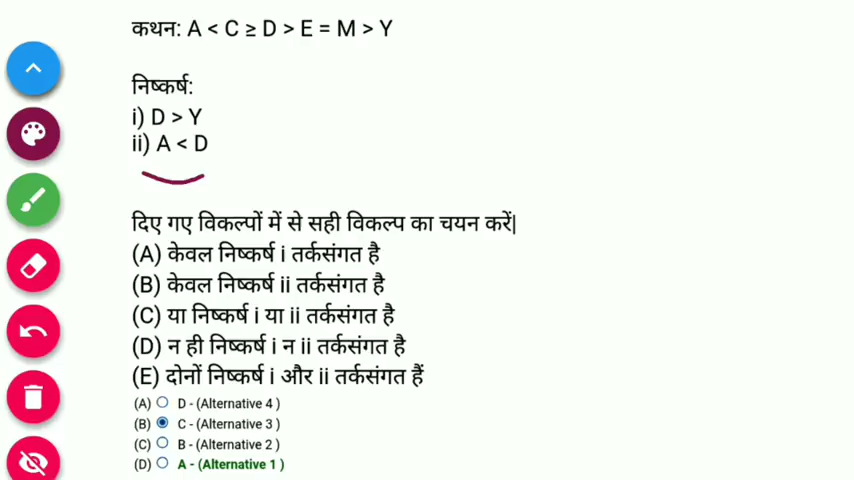 कथन: A < C ≥ D > E = M > Y
निष्कर्ष:
i) D > Y
ii) A < D
दिए गए विकल्पों में से सही विकल्प का चयन करें|
(A) केवल निष्कर्ष i तर्कसंगत है
(B) केवल निष्कर्ष ii तर्कसंगत है
(C) या निष्कर्ष i या ii तर्कसंगत है
(D) न ही निष्कर्ष i न ii तर्कसंगत है
(E) दोनों निष्कर्ष i और ii तर्कसंगत हैं
(A) D - (Alternative 4 )
(B) C - (Alternative 3 )
(C) B - (Alternative 2 )
(D) A - (Alternative 1 )